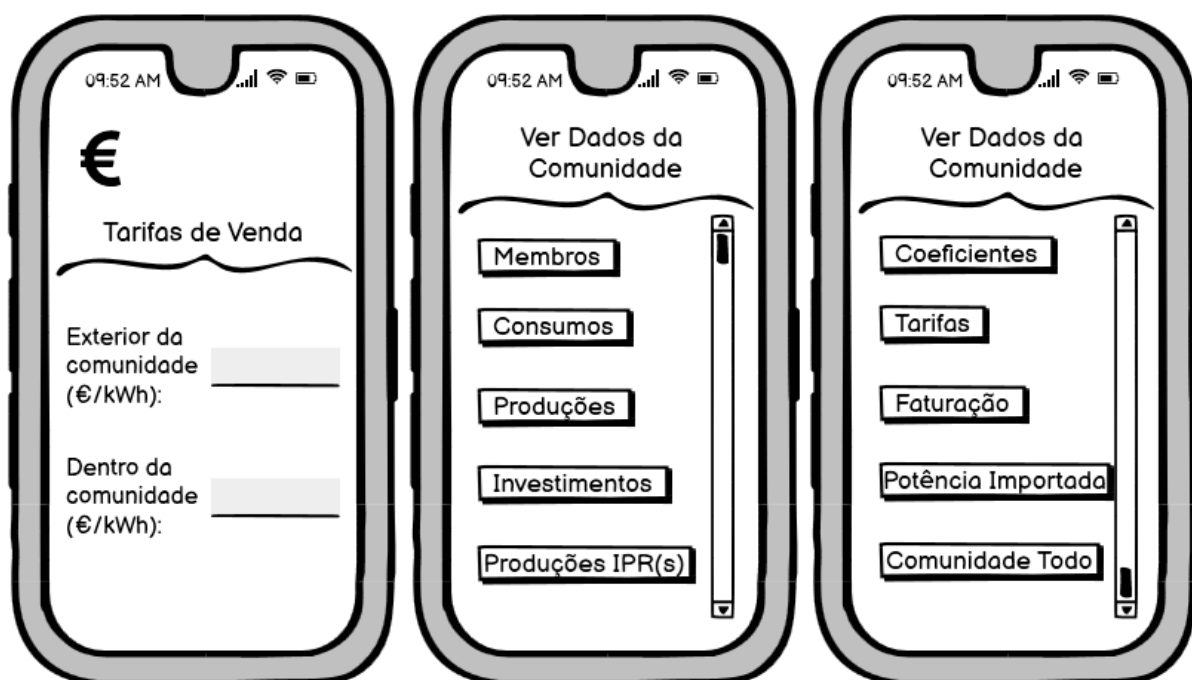 09:52 AM
€
Tarifas de Venda
Exterior da
comunidade
(€/kWh):
Dentro da
comunidade
(€/kWh):
09:52 AM
Ver Dados da
Comunidade
Membros
Consumos
Produções
Investimentos
Produções IPR(s)
09:52 AM
Ver Dados da
Comunidade
Coeficientes
Tarifas
Faturação
Potência Importada
Comunidade Todo